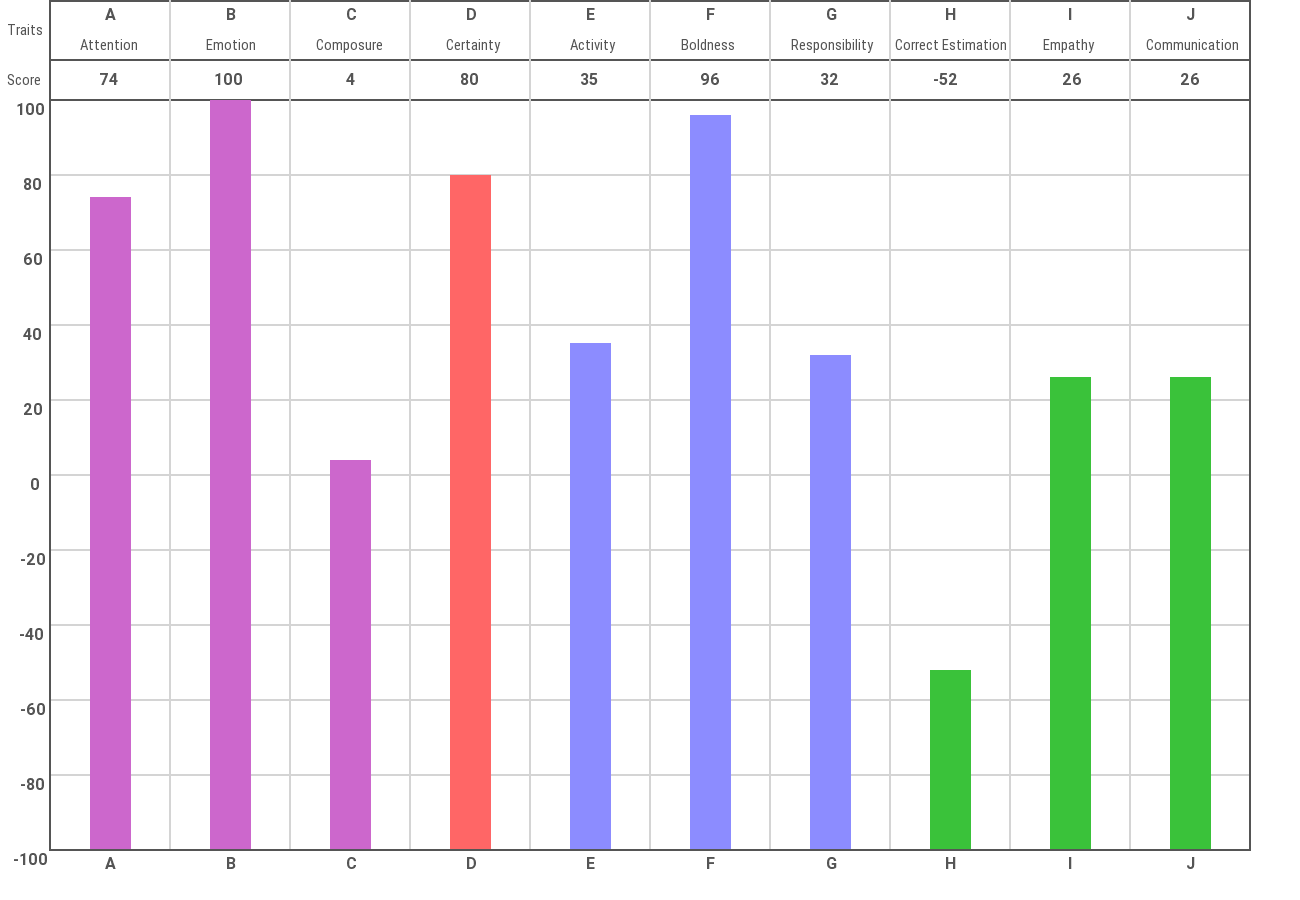 A B C D E F G H I J
Traits
Attention Emotion Composure Certainty Activity Boldness Responsibility Correct Estimation Empathy Communication
Score 74 100 4 80 35 96 32 -52 26 26
100
80
60
40
20
0
-20
-40
-60
-80
-100
A B C D E F G H I J